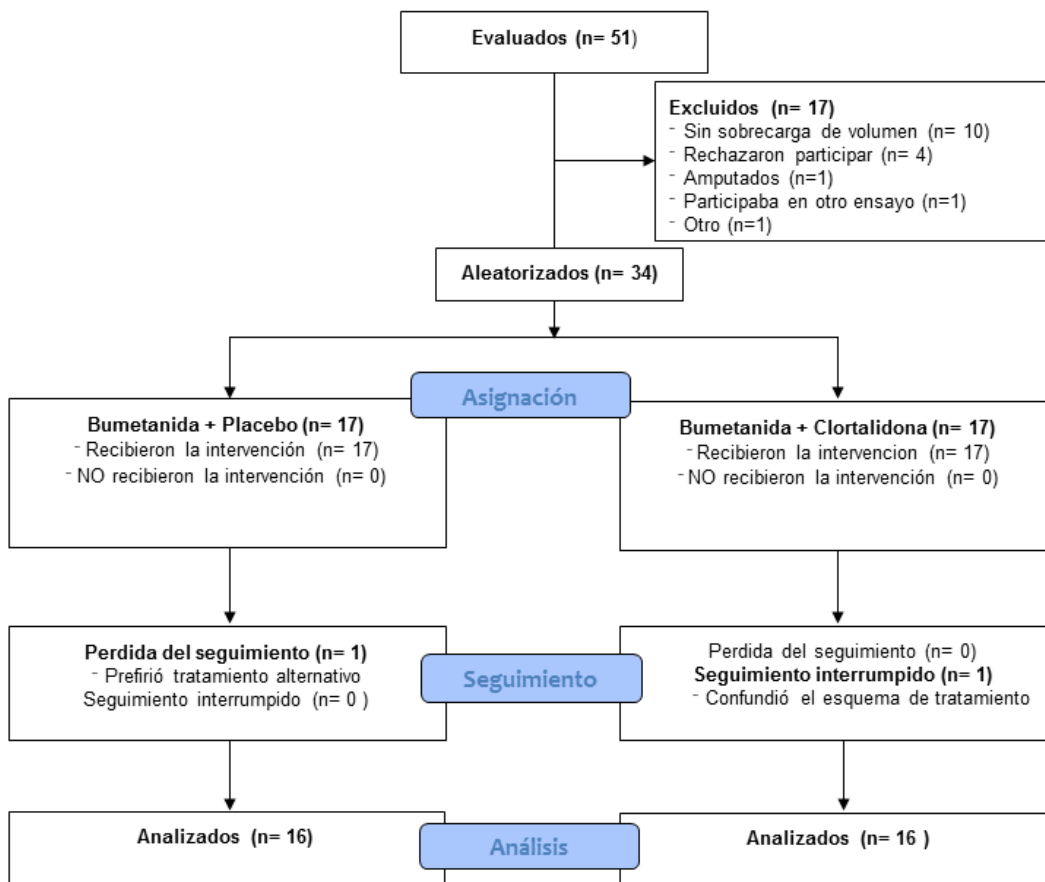 Evaluados (n= 51)
Excluidos (n= 17)
- Sin sobrecarga de volumen (n= 10)
- Rechazaron participar (n= 4)
- Amputados (n=1)
- Participaba en otro ensayo (n=1)
- Otro (n=1)
Aleatorizados (n= 34)
Asignación
Bumetanida + Placebo (n= 17)
- Recibieron la intervención (n= 17)
- NO recibieron la intervención (n= 0)
Bumetanida + Clortalidona (n= 17)
- Recibieron la intervencion (n= 17)
- NO recibieron la intervención (n= 0)
Perdida del seguimiento (n= 1)
- Prefirió tratamiento alternativo
Seguimiento interrumpido (n= 0 )
Seguimiento
Perdida del seguimiento (n= 0)
Seguimiento interrumpido (n= 1)
- Confundió el esquema de tratamiento
Analizados (n= 16)
Análisis
Analizados (n= 16 )